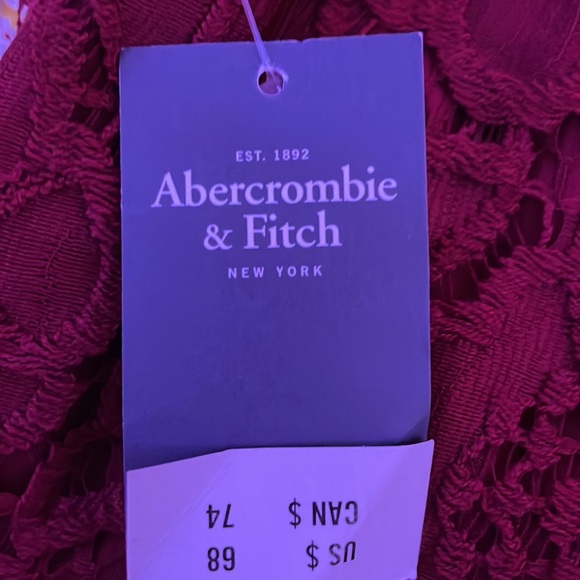 EST. 1892
Abercrombie
& Fitch
NEW YORK
US $ 68
CAN $ 74